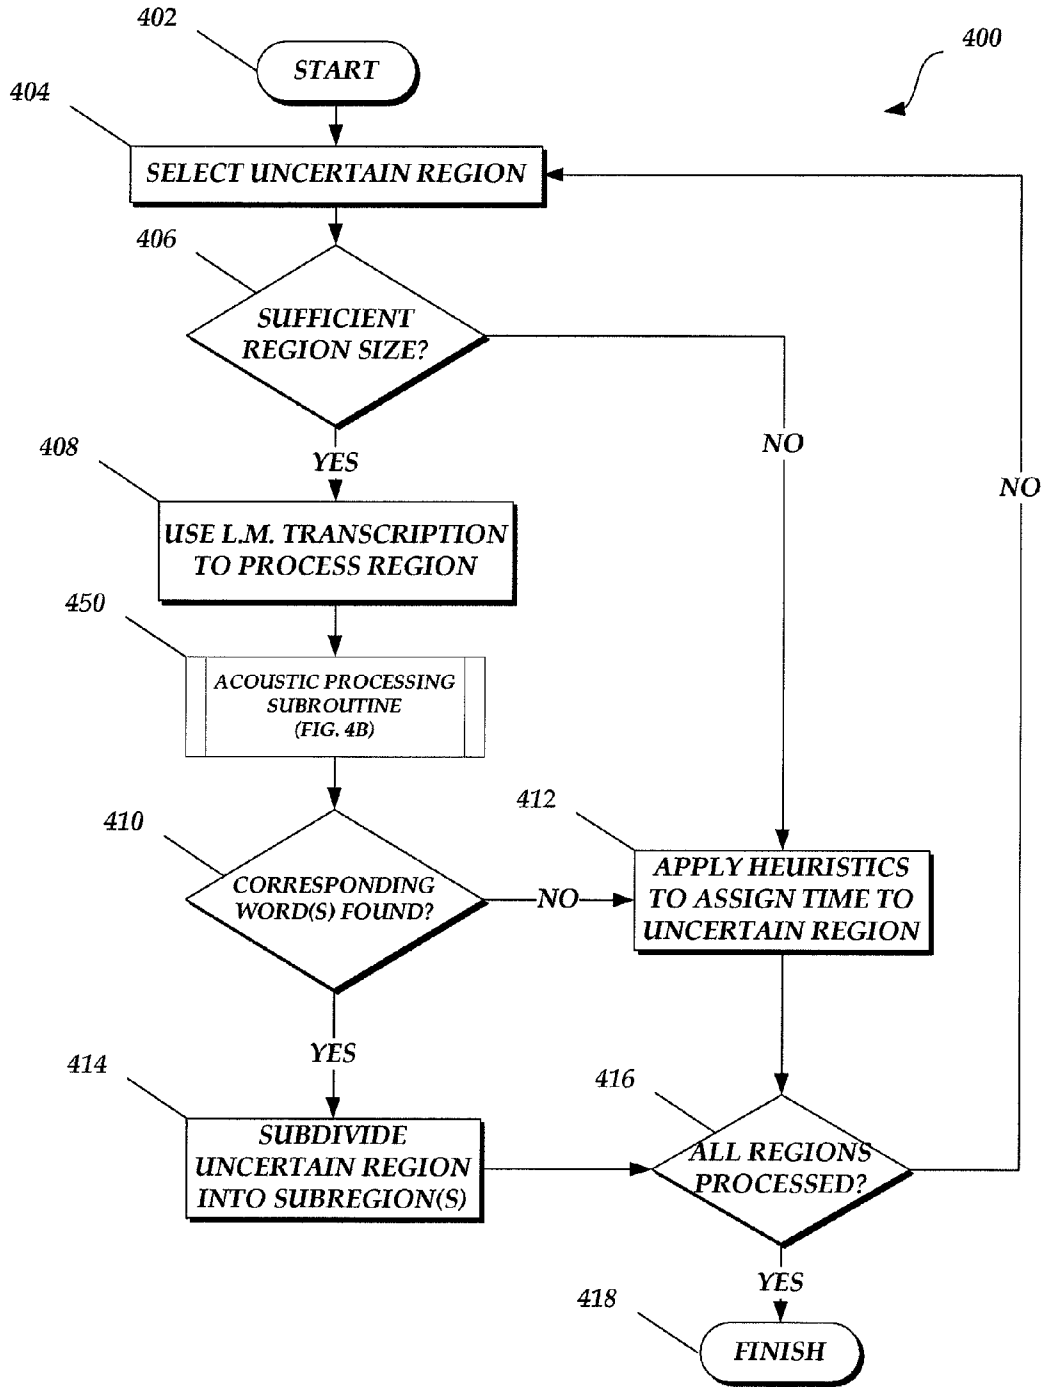 402
START
400
404
SELECT UNCERTAIN REGION
406
SUFFICIENT
REGION SIZE?
NO
NO
408
YES
USE L.M. TRANSCRIPTION
TO PROCESS REGION
450
ACOUSTIC PROCESSING
SUBROUTINE
(FIG. 4B)
410
CORRESPONDING
WORD(S) FOUND?
NO
412
APPLY HEURISTICS
TO ASSIGN TIME TO
UNCERTAIN REGION
YES
414
SUBDIVIDE
UNCERTAIN REGION
INTO SUBREGION(S)
416
ALL REGIONS
PROCESSED?
YES
418
FINISH